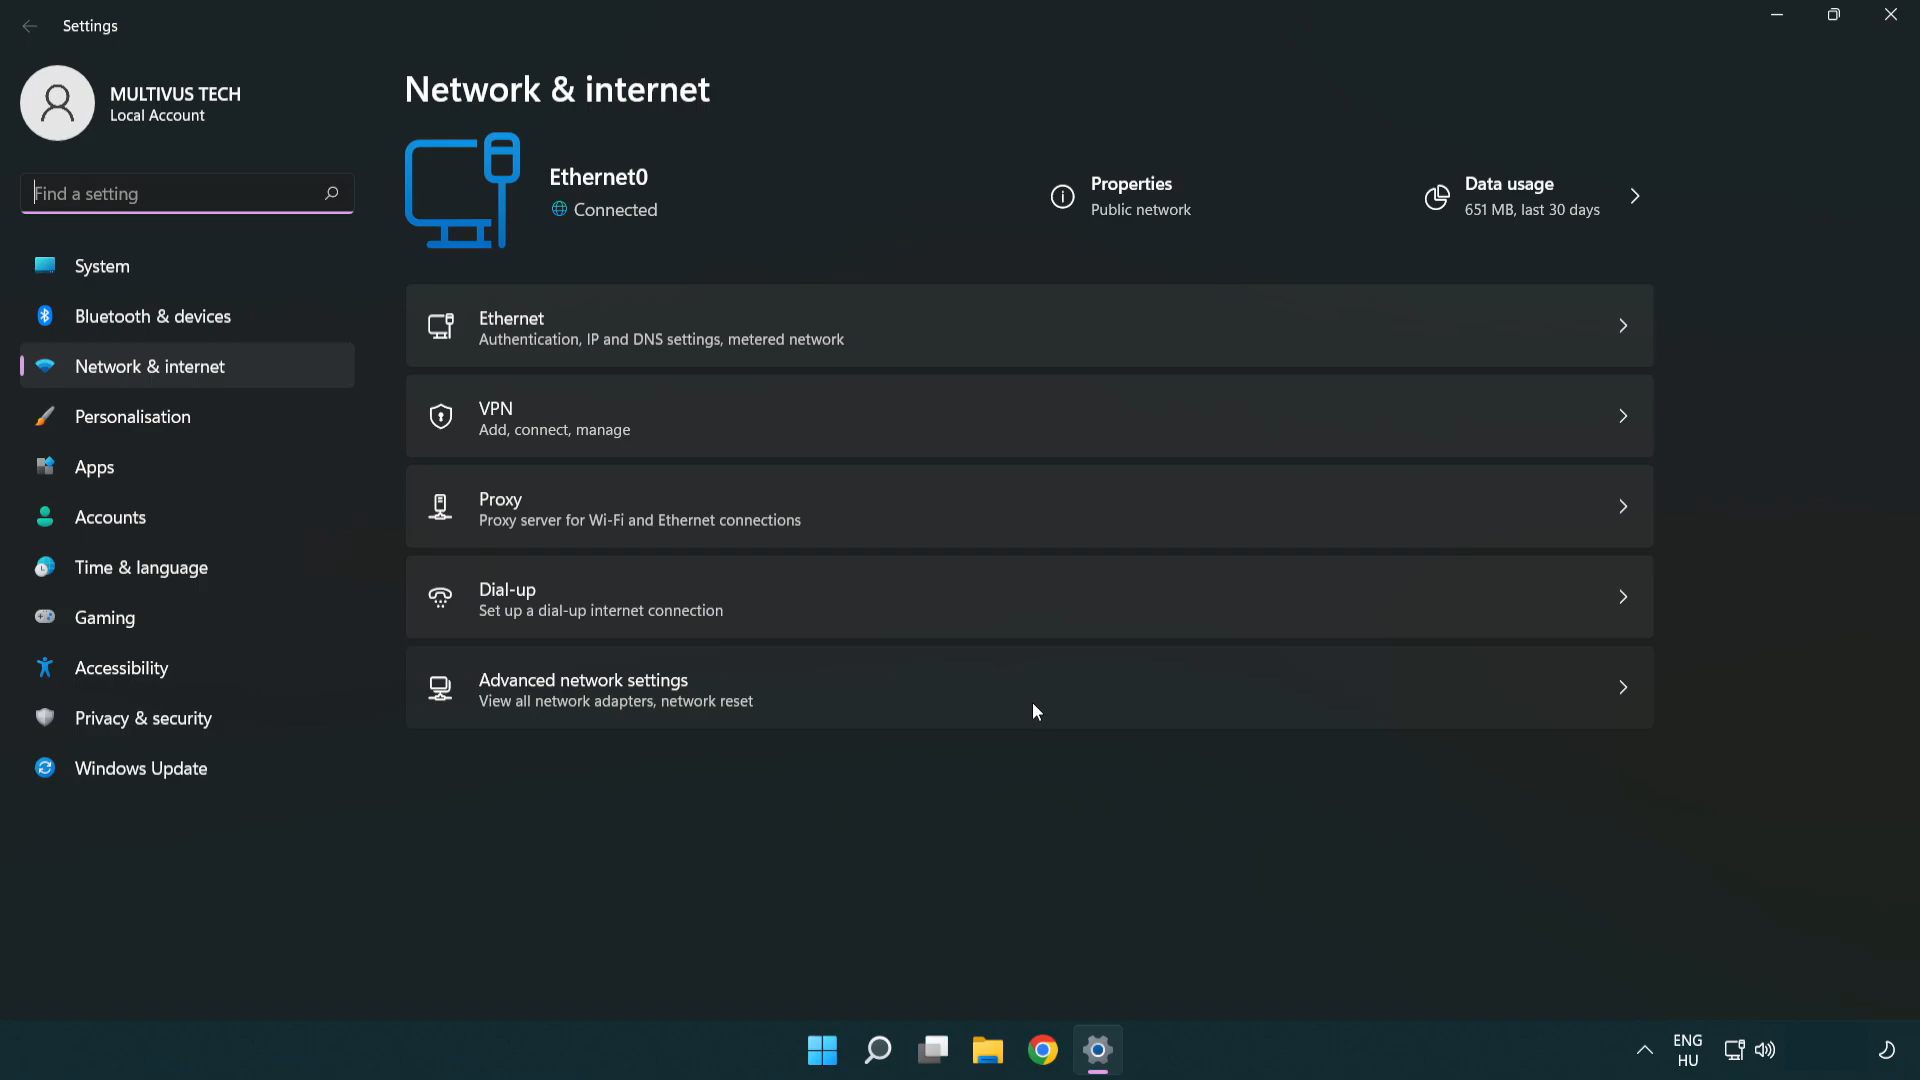 Settings
MULTIVUS TECH
Local Account
Find a setting
System
Bluetooth & devices
Network & internet
Personalisation
Apps
Accounts
Time & language
Gaming
Accessibility
Privacy & security
Windows Update
Network & internet
Ethernet0
Connected
Properties
Public network
Data usage
651 MB, last 30 days
Ethernet
Authentication, IP and DNS settings, metered network
VPN
Add, connect, manage
Proxy
Proxy server for Wi-Fi and Ethernet connections
Dial-up
Set up a dial-up internet connection
Advanced network settings
View all network adapters, network reset
ENG
HU